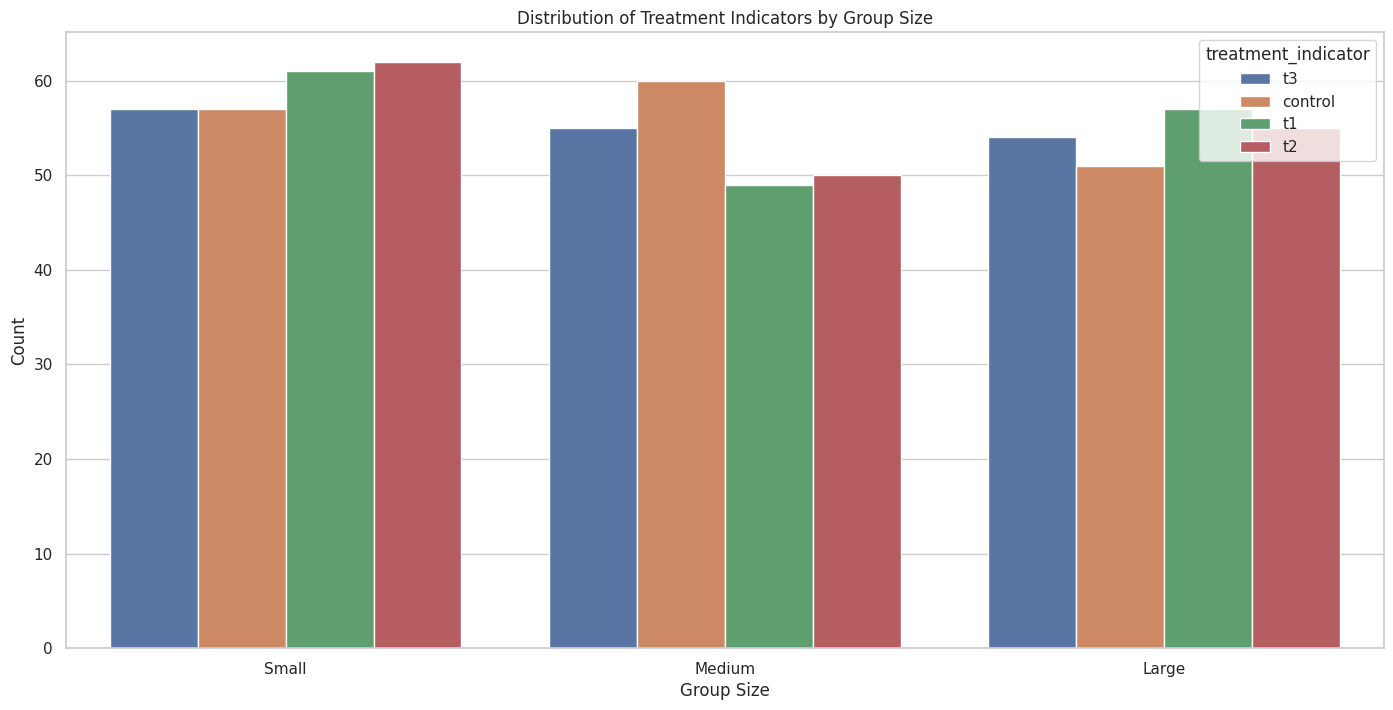 Distribution of Treatment Indicators by Group Size
treatment_indicator
t3
control
t1
t2
Count
60
50
40
30
20
10
0
Small Medium Large
Group Size